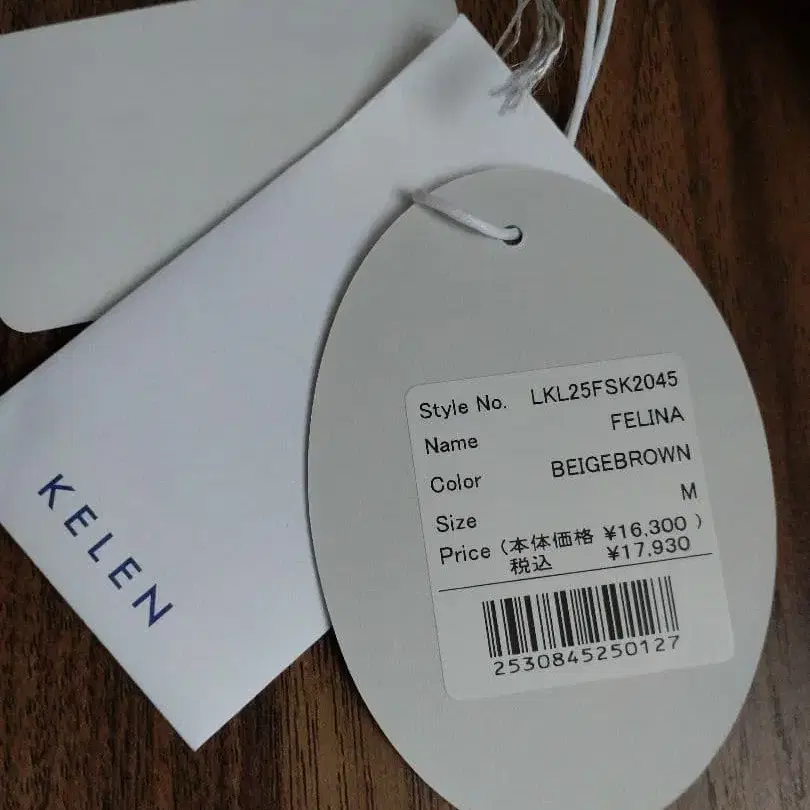 KELEN
Style No. LKL25FSK2045
Name FELINA
Color BEIGEBROWN
Size M
Price (本体価格 ¥16,300 )
税込 ¥17,930
2530845250127